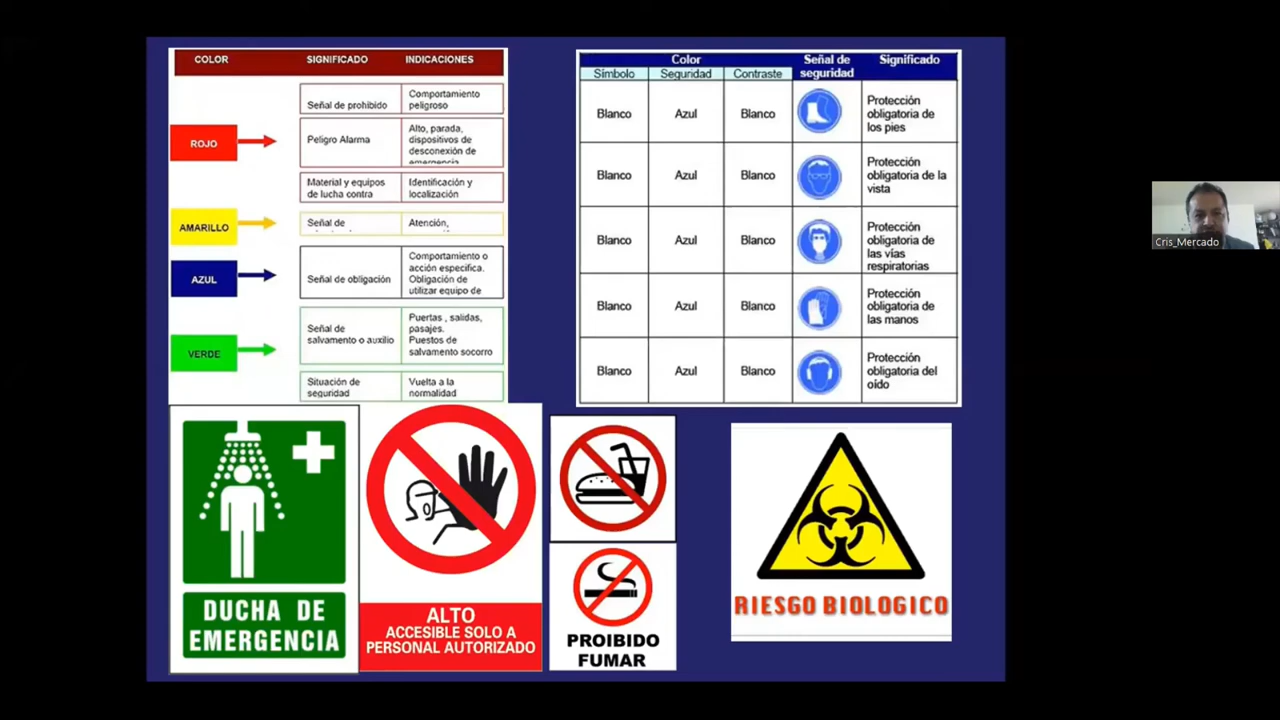 COLOR SIGNIFICADO INDICACIONES
Señal de prohibido
Comportamiento
peligroso
ROJO
Peligro Alarma
Alto, parada,
dispositivos de
desconexión de
emergencia
Material y equipos
de lucha contra
Identificación y
localización
AMARILLO
Señal de
Atención,
AZUL
Señal de obligación
Comportamiento o
acción especifica.
Obligación de
utilizar equipo de
VERDE
Señal de
salvamento o auxilio
Puertas , salidas,
pasajes.
Puestos de
salvamento socorro
Situación de
seguridad
Vuelta a la
normalidad
Color
Señal de
seguridad
Significado
Símbolo Seguridad Contraste
Blanco Azul Blanco
Protección
obligatoria de
los pies
Blanco Azul Blanco
Protección
obligatoria de la
vista
Blanco Azul Blanco
Protección
obligatoria de
las vías
respiratorias
Blanco Azul Blanco
Protección
obligatoria de
las manos
Blanco Azul Blanco
Protección
obligatoria del
oído
DUCHA DE
EMERGENCIA
ALTO
ACCESIBLE SOLO A
PERSONAL AUTORIZADO
PROIBIDO
FUMAR
RIESGO BIOLOGICO
Cris_Mercado